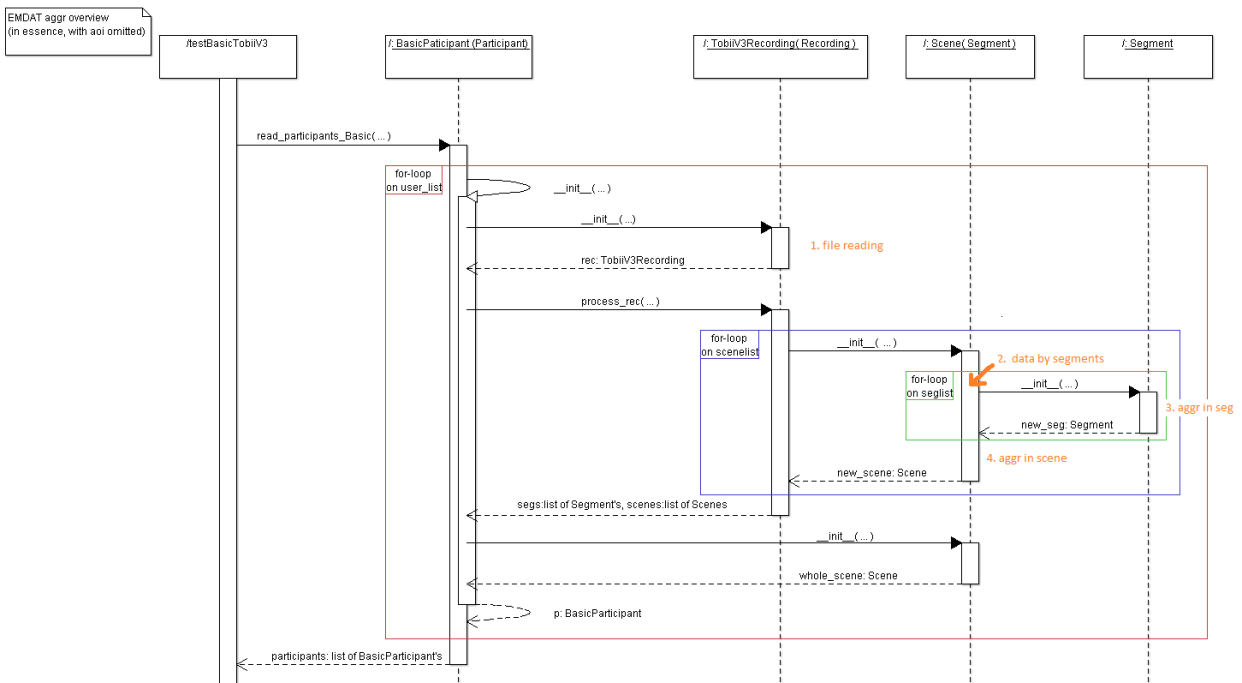 EMDAT aggr overview
(in essence, with aoi omitted)
/testBasicTobiiV3
/: BasicPaticipant (Participant)
/: TobiiV3Recording( Recording )
/: Scene( Segment )
/: Segment
read_participants_Basic( ... )
for-loop
on user_list
__init__( ... )
__init__( ...)
1. file reading
rec: TobiiV3Recording
process_rec( ... )
for-loop
on scenelist
__init__( ... )
2. data by segments
for-loop
on seglist
__init__( ... )
3. aggr in seg
new_seg: Segment
4. aggr in scene
new_scene: Scene
segs:list of Segment's, scenes:list of Scenes
__init__( ... )
whole_scene: Scene
p: BasicParticipant
participants: list of BasicParticipant's